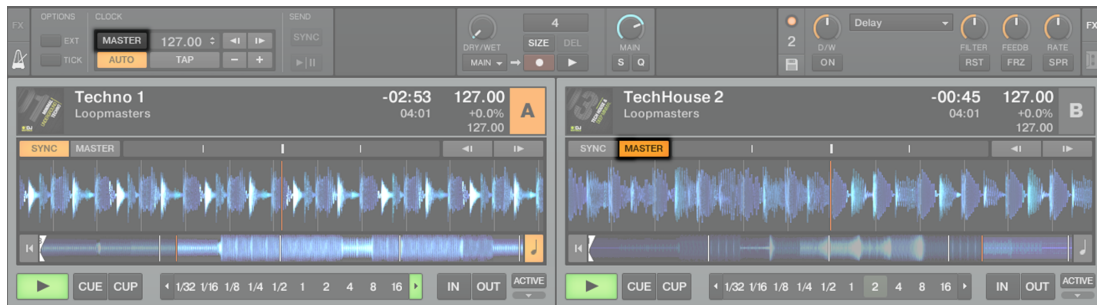 OPTIONS CLOCK SEND
FX EXT MASTER 127.00 SYNC
TICK AUTO TAP − +
DRY/WET 4 SIZE DEL MAIN
MAIN S Q
2 D/W Delay FILTER FEEDB RATE FX
ON RST FRZ SPR
Techno 1 -02:53 127.00 A
Loopmasters 04:01 +0.0%
127.00
SYNC MASTER
CUE CUP 1/32 1/16 1/8 1/4 1/2 1 2 4 8 16 IN OUT ACTIVE
TechHouse 2 -00:45 127.00 B
Loopmasters 04:01 +0.0%
127.00
SYNC MASTER
CUE CUP 1/32 1/16 1/8 1/4 1/2 1 2 4 8 16 IN OUT ACTIVE